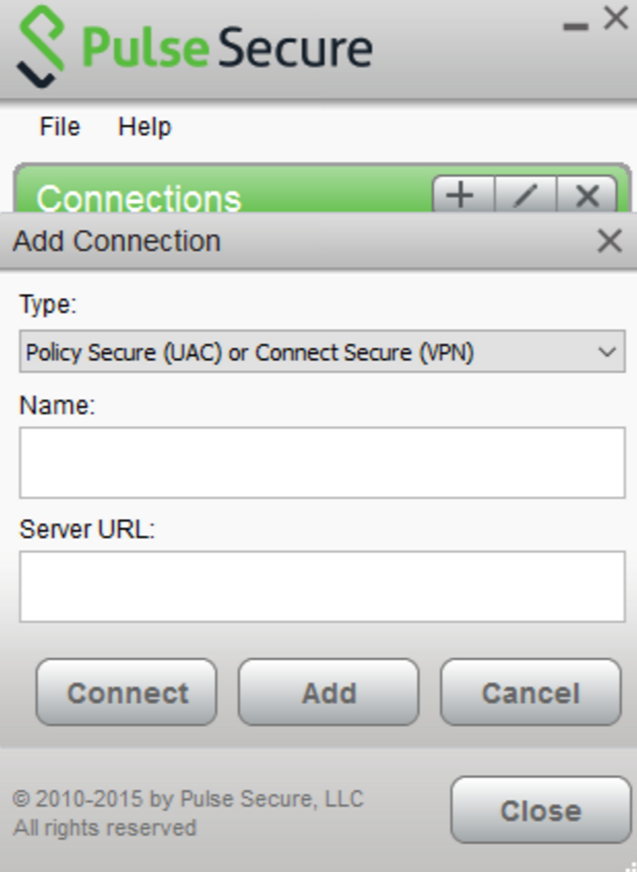 Pulse Secure
File Help
Connections
Add Connection
Type:
Policy Secure (UAC) or Connect Secure (VPN)
Name:
Server URL:
Connect Add Cancel
© 2010-2015 by Pulse Secure, LLC
All rights reserved
Close